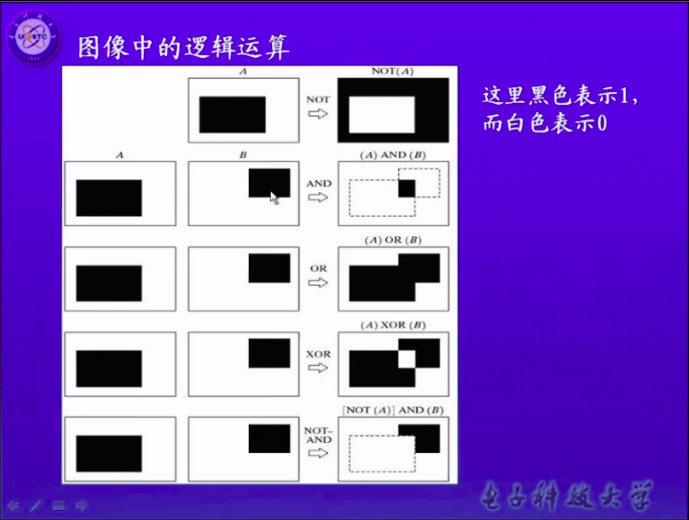 图像中的逻辑运算
这里黑色表示1，
而白色表示0
A
NOT(A)
NOT
A
B
(A) AND (B)
AND
(A) OR (B)
OR
(A) XOR (B)
XOR
[NOT (A)] AND (B)
NOT-
AND
电子科技大学